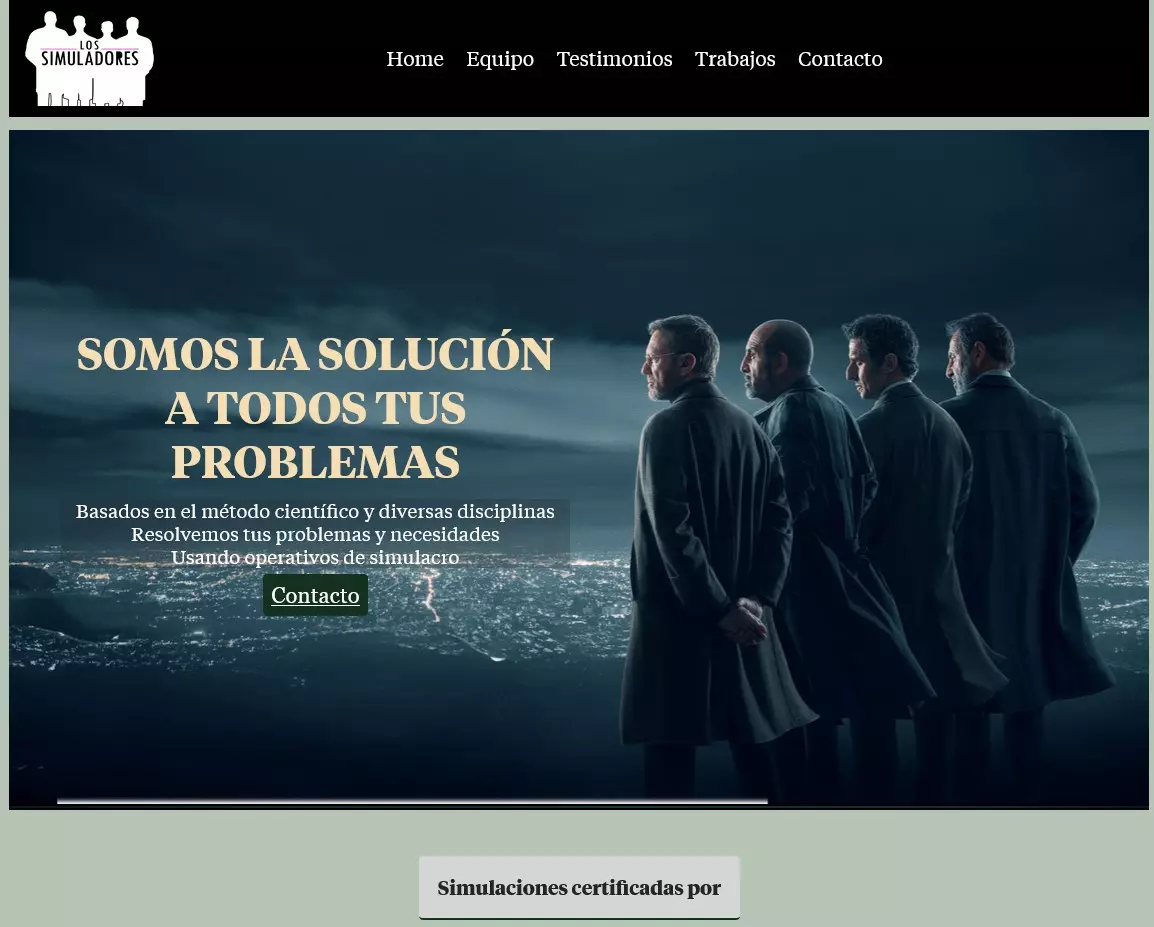 LOS
SIMULADORES
Home Equipo Testimonios Trabajos Contacto
SOMOS LA SOLUCIÓN
A TODOS TUS
PROBLEMAS
Basados en el método científico y diversas disciplinas
Resolvemos tus problemas y necesidades
Usando operativos de simulacro
Contacto
Simulaciones certificadas por